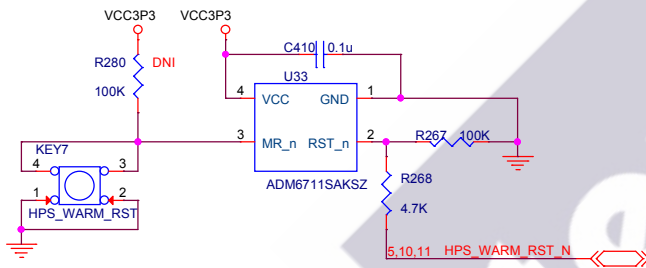 VCC3P3 VCC3P3
R280 DNI
100K
C410 0.1u
U33
4 VCC GND 1
3 MR_n RST_n 2
R267 100K
ADM6711SAKSZ
KEY7
4 3
1 2
HPS_WARM_RST
R268
4.7K
5,10,11 HPS_WARM_RST_N